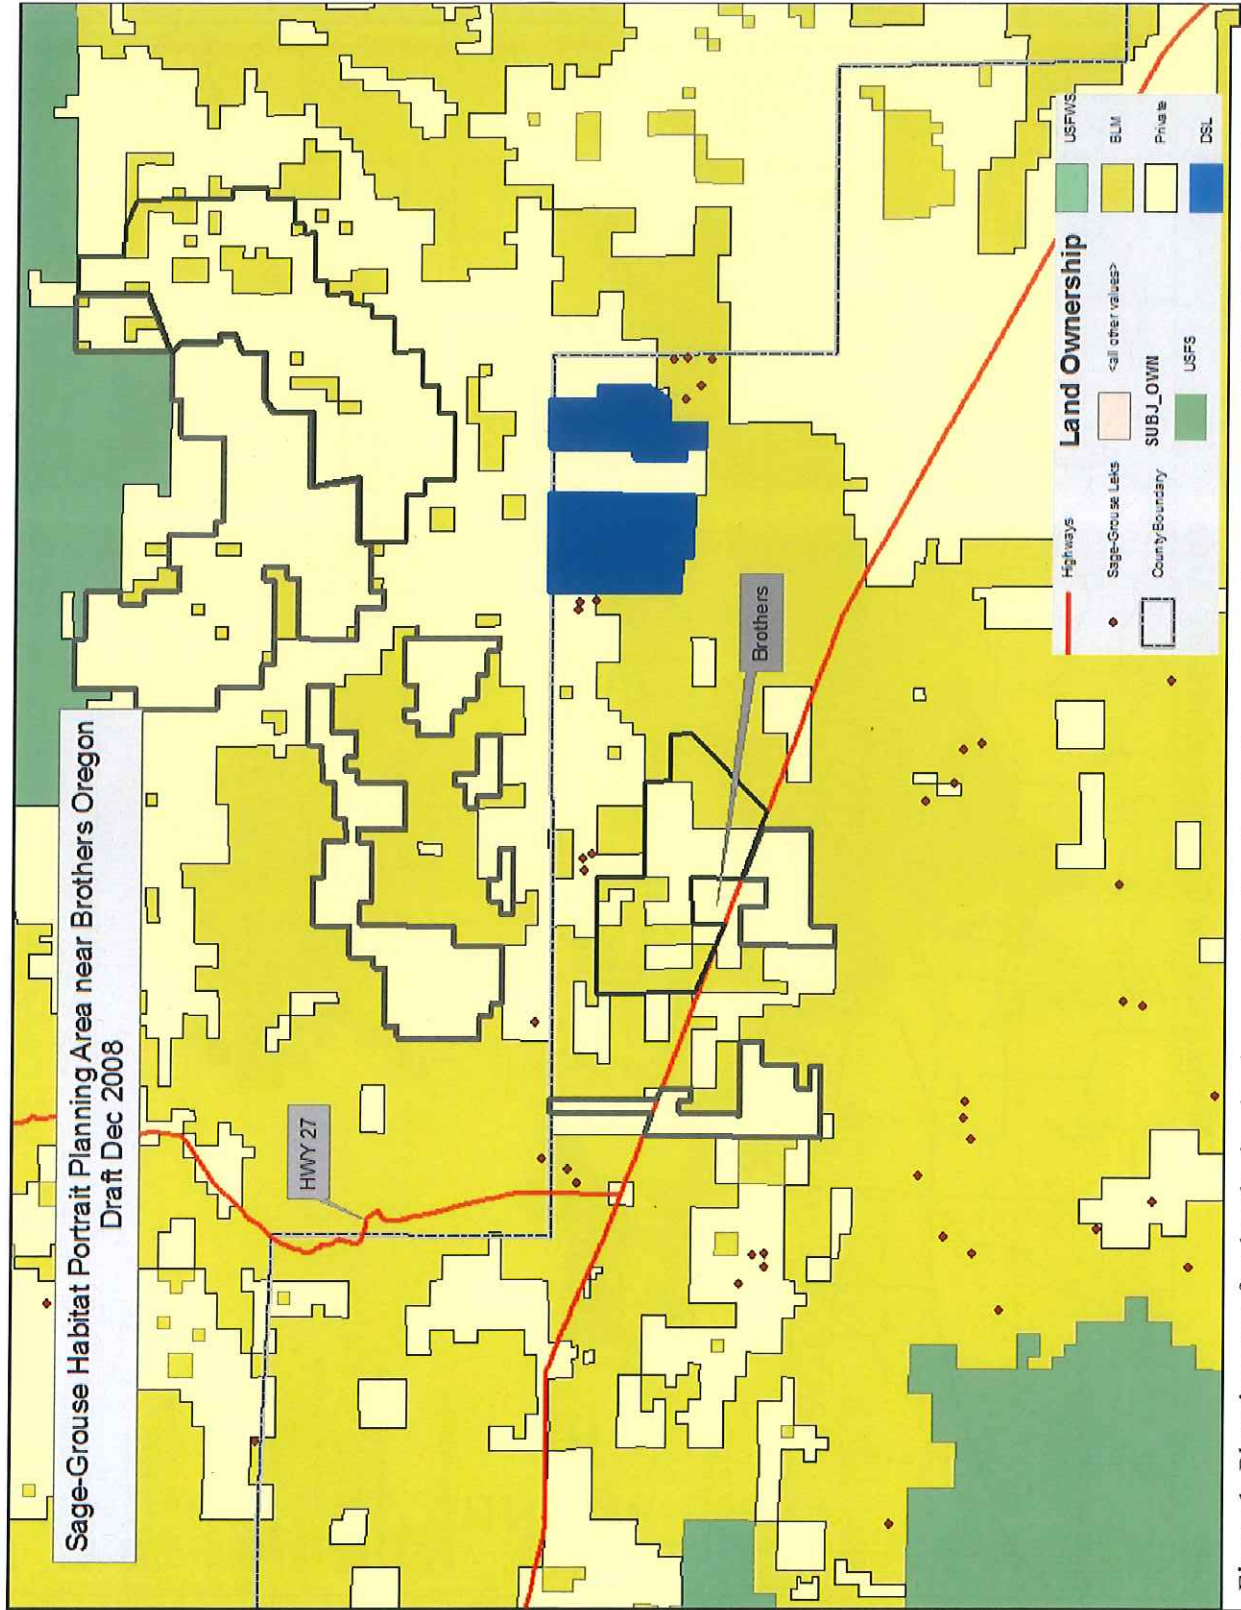 Sage-Grouse Habitat Portrait Planning Area near Brothers Oregon
Draft Dec 2008
HWY 27
Brothers
Highways
Sage-Grouse Leks
County Boundary
Land Ownership
<all other values>
SUBJ_OWN
USFS
USFWS
BLM
Private
DSL